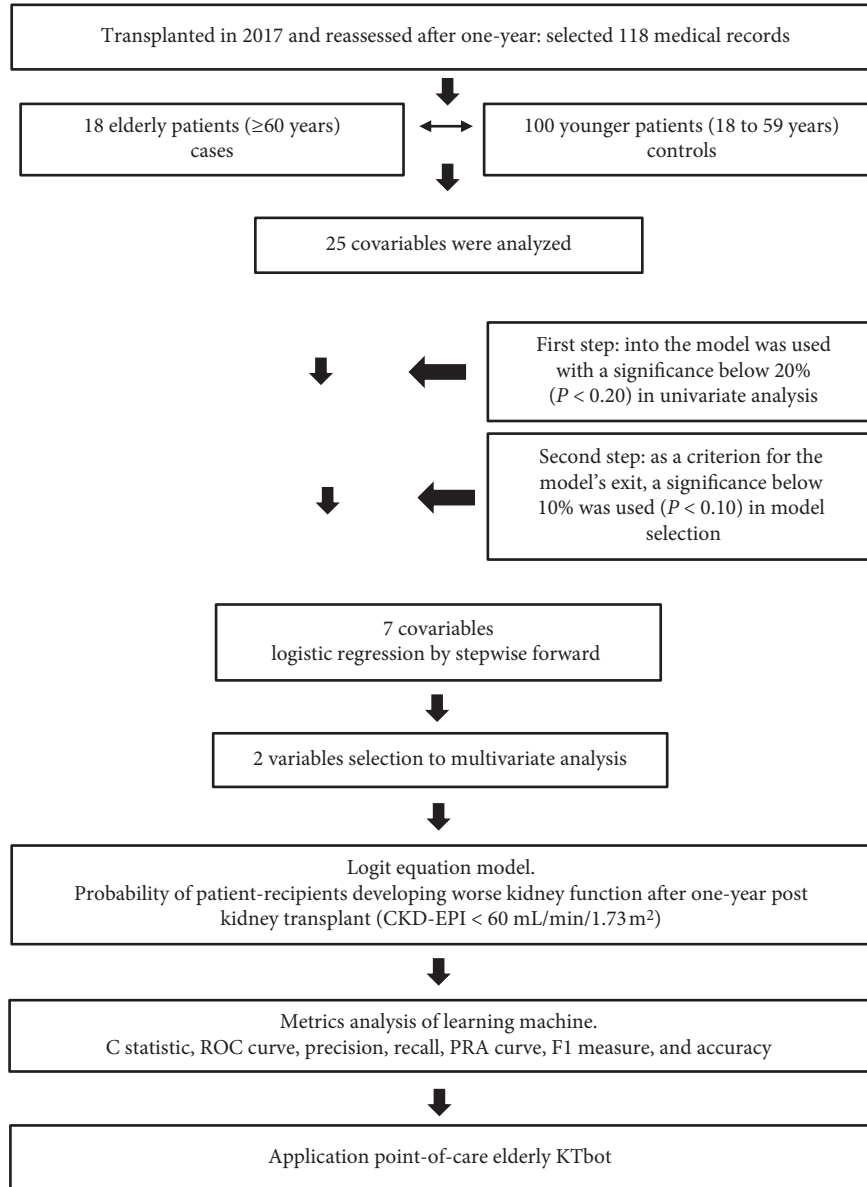 Transplanted in 2017 and reassessed after one-year: selected 118 medical records
18 elderly patients (≥60 years)
cases
100 younger patients (18 to 59 years)
controls
25 covariables were analyzed
First step: into the model was used
with a significance below 20%
(P < 0.20) in univariate analysis
Second step: as a criterion for the
model's exit, a significance below
10% was used (P < 0.10) in model
selection
7 covariables
logistic regression by stepwise forward
2 variables selection to multivariate analysis
Logit equation model.
Probability of patient-recipients developing worse kidney function after one-year post
kidney transplant (CKD-EPI < 60 mL/min/1.73 m²)
Metrics analysis of learning machine.
C statistic, ROC curve, precision, recall, PRA curve, F1 measure, and accuracy
Application point-of-care elderly KTbot